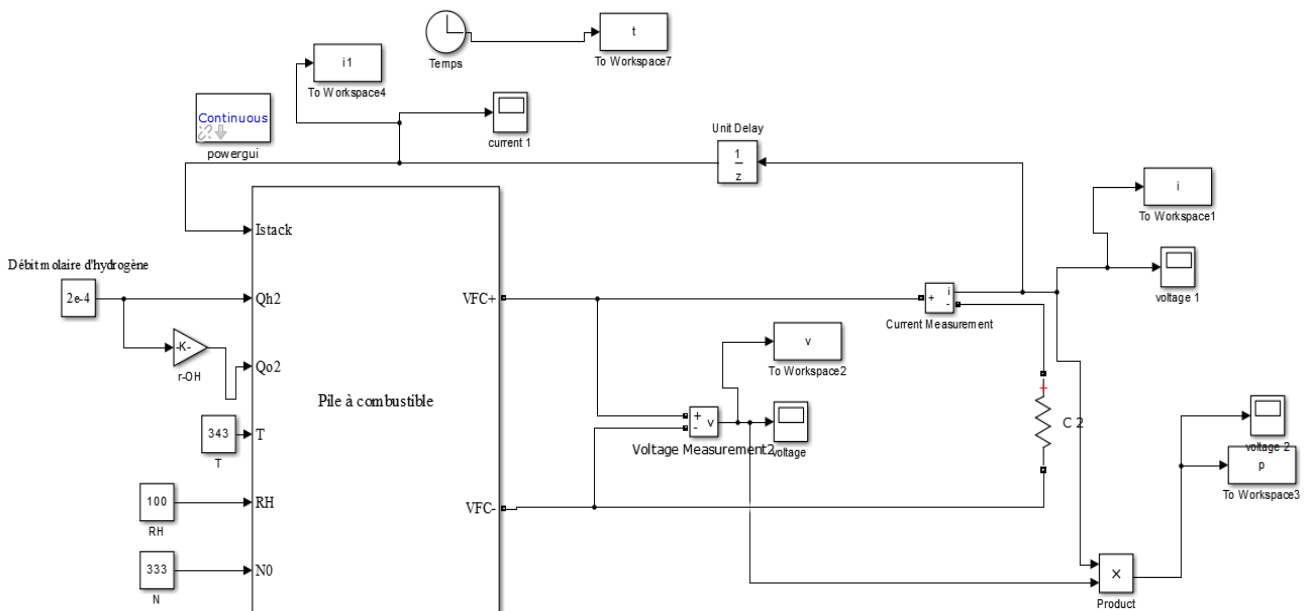 Temps
t
To Workspace7
i1
To Workspace4
current 1
Continuous
powergui
Unit Delay
1
z
i
To Workspace1
voltage 1
Istack
Débit molaire d'hydrogène
2e-4
Qh2
-K-
r-OH
Qo2
VFC+
+
i
-
Current Measurement
v
To Workspace2
Pile à combustible
343
T
T
+
-
v
Voltage Measurement2
voltage
+
C 2
voltage 2
p
To Workspace3
100
RH
RH
VFC-
333
N
N0
X
Product